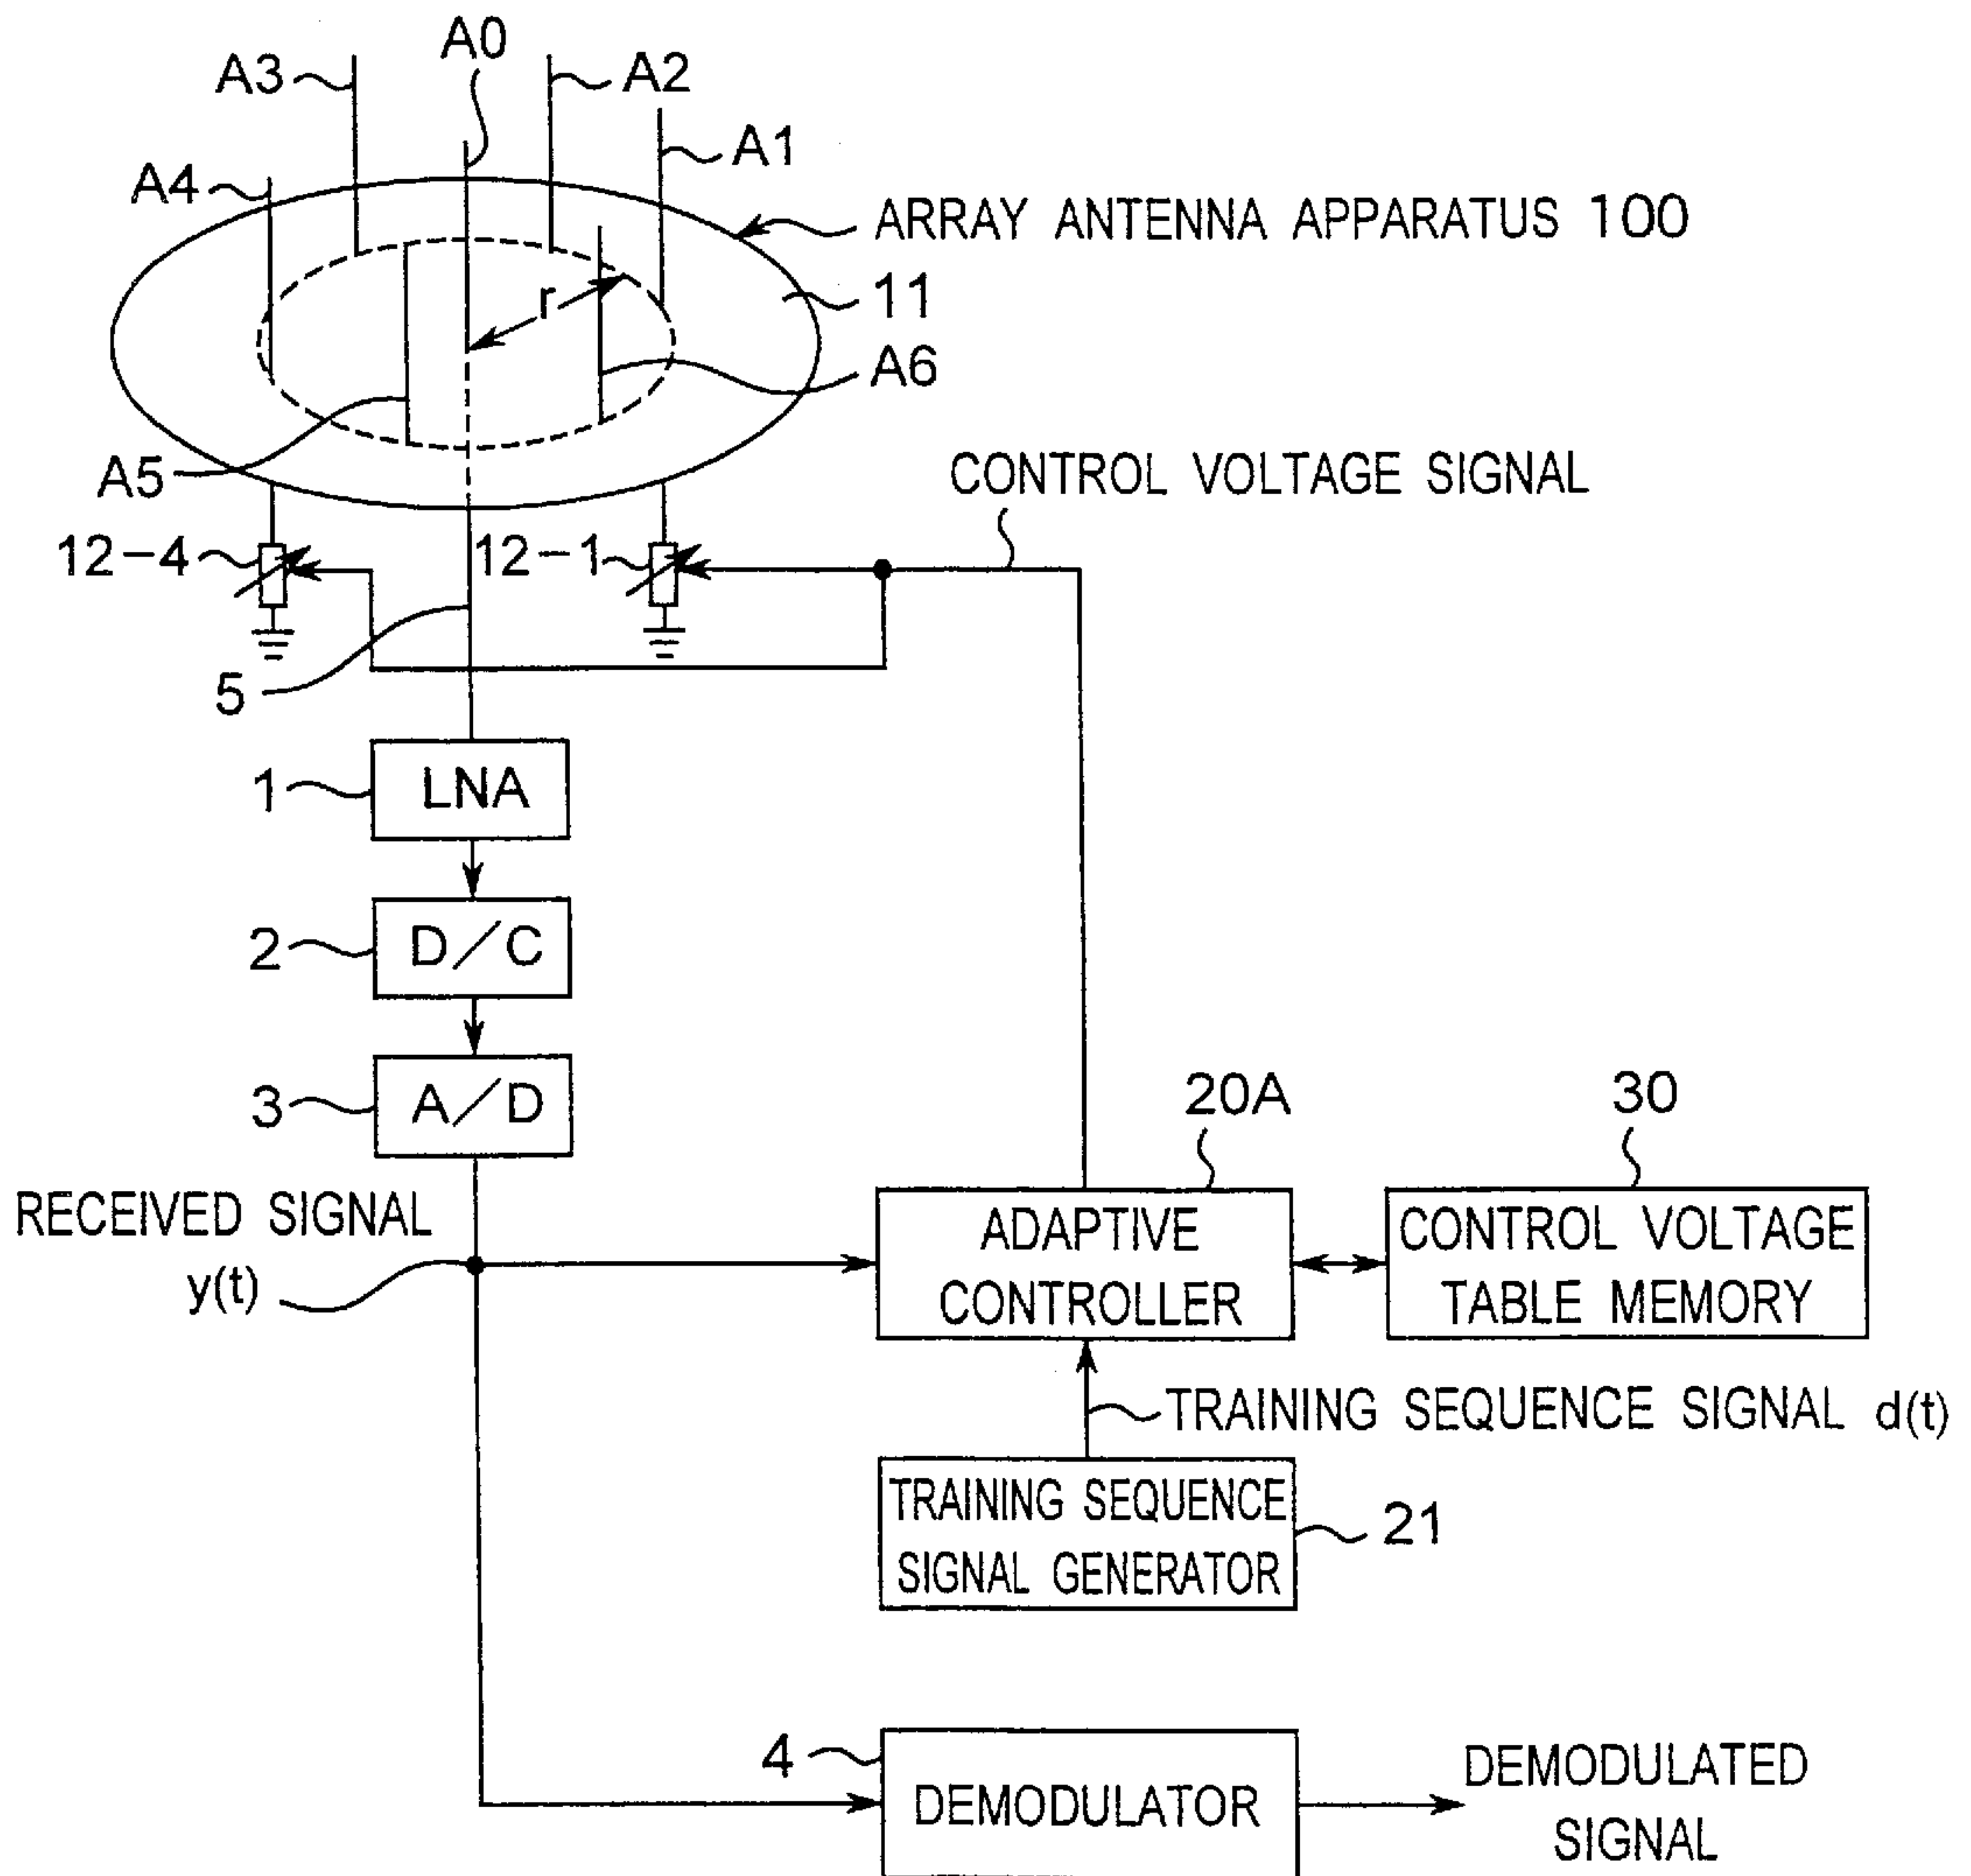 A0
A3
A2
A1
A4
ARRAY ANTENNA APPARATUS 100
r
11
A6
A5
CONTROL VOLTAGE SIGNAL
12-4
12-1
5
1
LNA
2
D/C
3
A/D
20A
30
RECEIVED SIGNAL
y(t)
ADAPTIVE
CONTROLLER
CONTROL VOLTAGE
TABLE MEMORY
TRAINING SEQUENCE SIGNAL d(t)
TRAINING SEQUENCE
SIGNAL GENERATOR
21
4
DEMODULATOR
DEMODULATED
SIGNAL